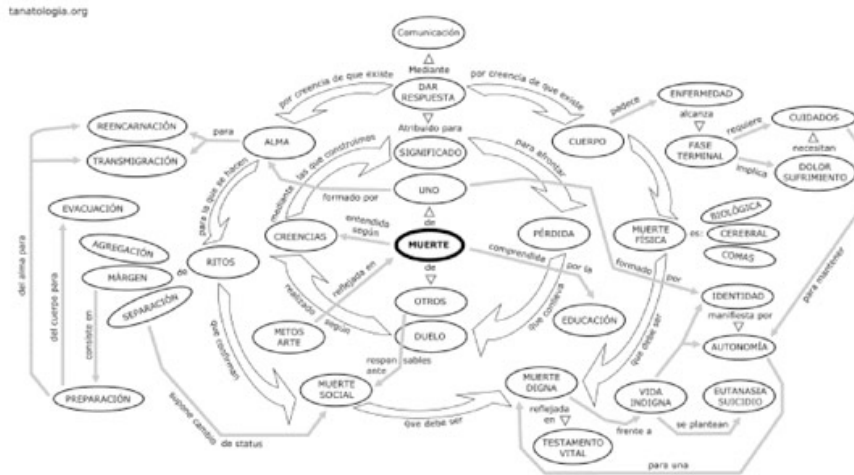 tanatologia.org
Comunicación
Mediante
DAR
RESPUESTA
por creencia de que existe
por creencia de que existe
Atribuido para
ALMA
para
REENCARNACIÓN
TRANSMIGRACIÓN
CUERPO
padece
ENFERMEDAD
alcanza
FASE
TERMINAL
requiere
CUIDADOS
necesitan
implica
DOLOR
SUFRIMIENTO
SIGNIFICADO
mediante las que construimos
para afrontar
UNO
formado por
de
MUERTE
entendida
según
CREENCIAS
para la que se hacen
RITOS
de
AGREGACIÓN
MÁRGEN
SEPARACIÓN
EVACUACIÓN
del alma para
del cuerpo para
consiste en
PREPARACIÓN
PÉRDIDA
MUERTE
FÍSICA
es:
BIOLÓGICA
CEREBRAL
COMAS
comprendida por la
EDUCACIÓN
formado por
IDENTIDAD
manifiesta por
AUTONOMÍA
para mantener
de
OTROS
DUELO
reflejada en
realizado según
MITOS
ARTE
que conlleva
que debe ser
respon sables
ante
que confirman
MUERTE
SOCIAL
supone cambio de status
que debe ser
MUERTE
DIGNA
reflejada
en
TESTAMENTO
VITAL
frente a
VIDA
INDIGNA
se plantean
EUTANASIA
SUICIDIO
para una